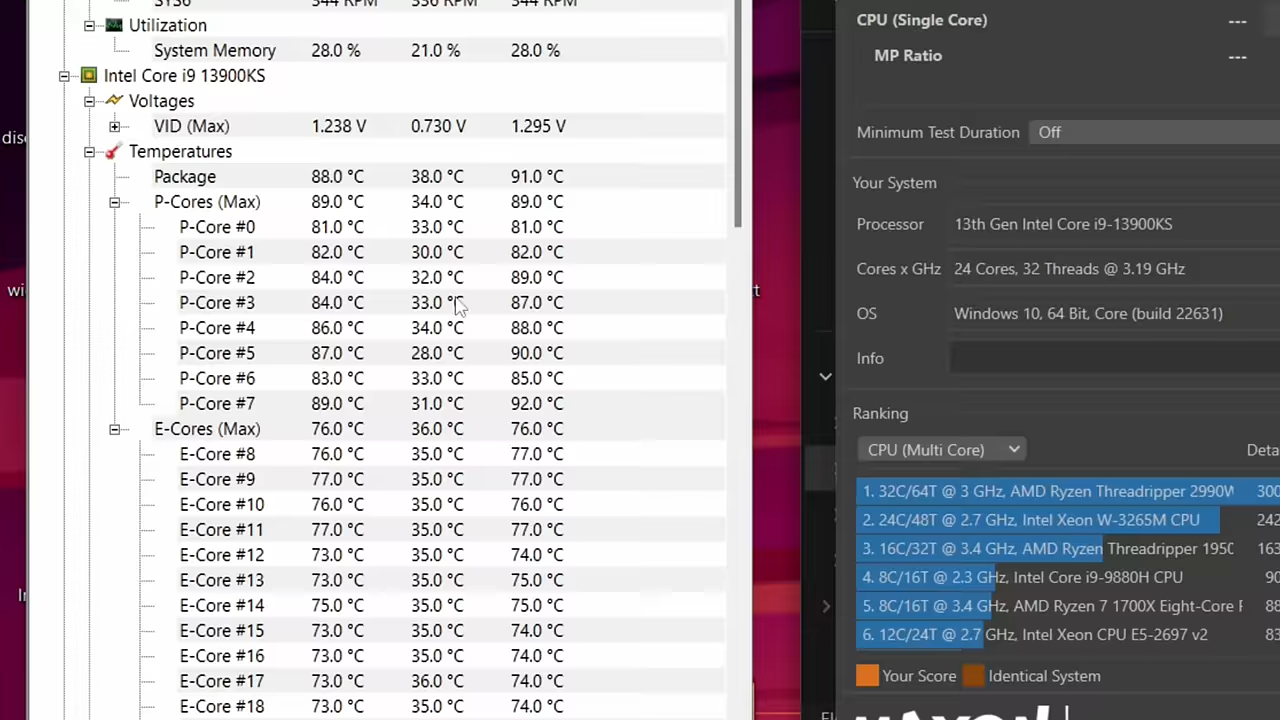 SYS6 344 RPM 336 RPM 344 RPM
Utilization
System Memory 28.0 % 21.0 % 28.0 %
Intel Core i9 13900KS
Voltages
VID (Max) 1.238 V 0.730 V 1.295 V
Temperatures
Package 88.0 °C 38.0 °C 91.0 °C
P-Cores (Max) 89.0 °C 34.0 °C 89.0 °C
P-Core #0 81.0 °C 33.0 °C 81.0 °C
P-Core #1 82.0 °C 30.0 °C 82.0 °C
P-Core #2 84.0 °C 32.0 °C 89.0 °C
P-Core #3 84.0 °C 33.0 °C 87.0 °C
P-Core #4 86.0 °C 34.0 °C 88.0 °C
P-Core #5 87.0 °C 28.0 °C 90.0 °C
P-Core #6 83.0 °C 33.0 °C 85.0 °C
P-Core #7 89.0 °C 31.0 °C 92.0 °C
E-Cores (Max) 76.0 °C 36.0 °C 76.0 °C
E-Core #8 76.0 °C 35.0 °C 77.0 °C
E-Core #9 77.0 °C 35.0 °C 77.0 °C
E-Core #10 76.0 °C 35.0 °C 76.0 °C
E-Core #11 77.0 °C 35.0 °C 77.0 °C
E-Core #12 73.0 °C 35.0 °C 74.0 °C
E-Core #13 73.0 °C 35.0 °C 75.0 °C
E-Core #14 75.0 °C 35.0 °C 75.0 °C
E-Core #15 73.0 °C 35.0 °C 74.0 °C
E-Core #16 73.0 °C 35.0 °C 74.0 °C
E-Core #17 73.0 °C 36.0 °C 74.0 °C
E-Core #18 73.0 °C 35.0 °C 74.0 °C
CPU (Single Core) ---
MP Ratio ---
Minimum Test Duration Off
Your System
Processor 13th Gen Intel Core i9-13900KS
Cores x GHz 24 Cores, 32 Threads @ 3.19 GHz
OS Windows 10, 64 Bit, Core (build 22631)
Info
Ranking
CPU (Multi Core) Deta
1. 32C/64T @ 3 GHz, AMD Ryzen Threadripper 2990W 300
2. 24C/48T @ 2.7 GHz, Intel Xeon W-3265M CPU 242
3. 16C/32T @ 3.4 GHz, AMD Ryzen Threadripper 195 163
4. 8C/16T @ 2.3 GHz, Intel Core i9-9880H CPU 90
5. 8C/16T @ 3.4 GHz, AMD Ryzen 7 1700X Eight-Core 88
6. 12C/24T @ 2.7 GHz, Intel Xeon CPU E5-2697 v2 83
Your Score Identical System